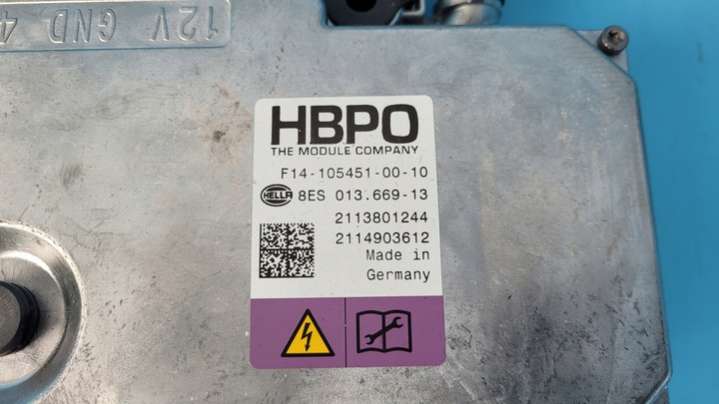 12V GND 4
HBPO
THE MODULE COMPANY
F14-105451-00-10
HELLA 8ES 013.669-13
2113801244
2114903612
Made in
Germany